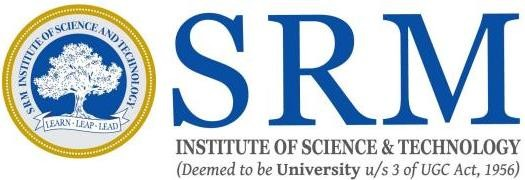 SRM INSTITUTE OF SCIENCE AND TECHNOLOGY
LEARN - LEAP - LEAD
SRM
INSTITUTE OF SCIENCE & TECHNOLOGY
(Deemed to be University u/s 3 of UGC Act, 1956)